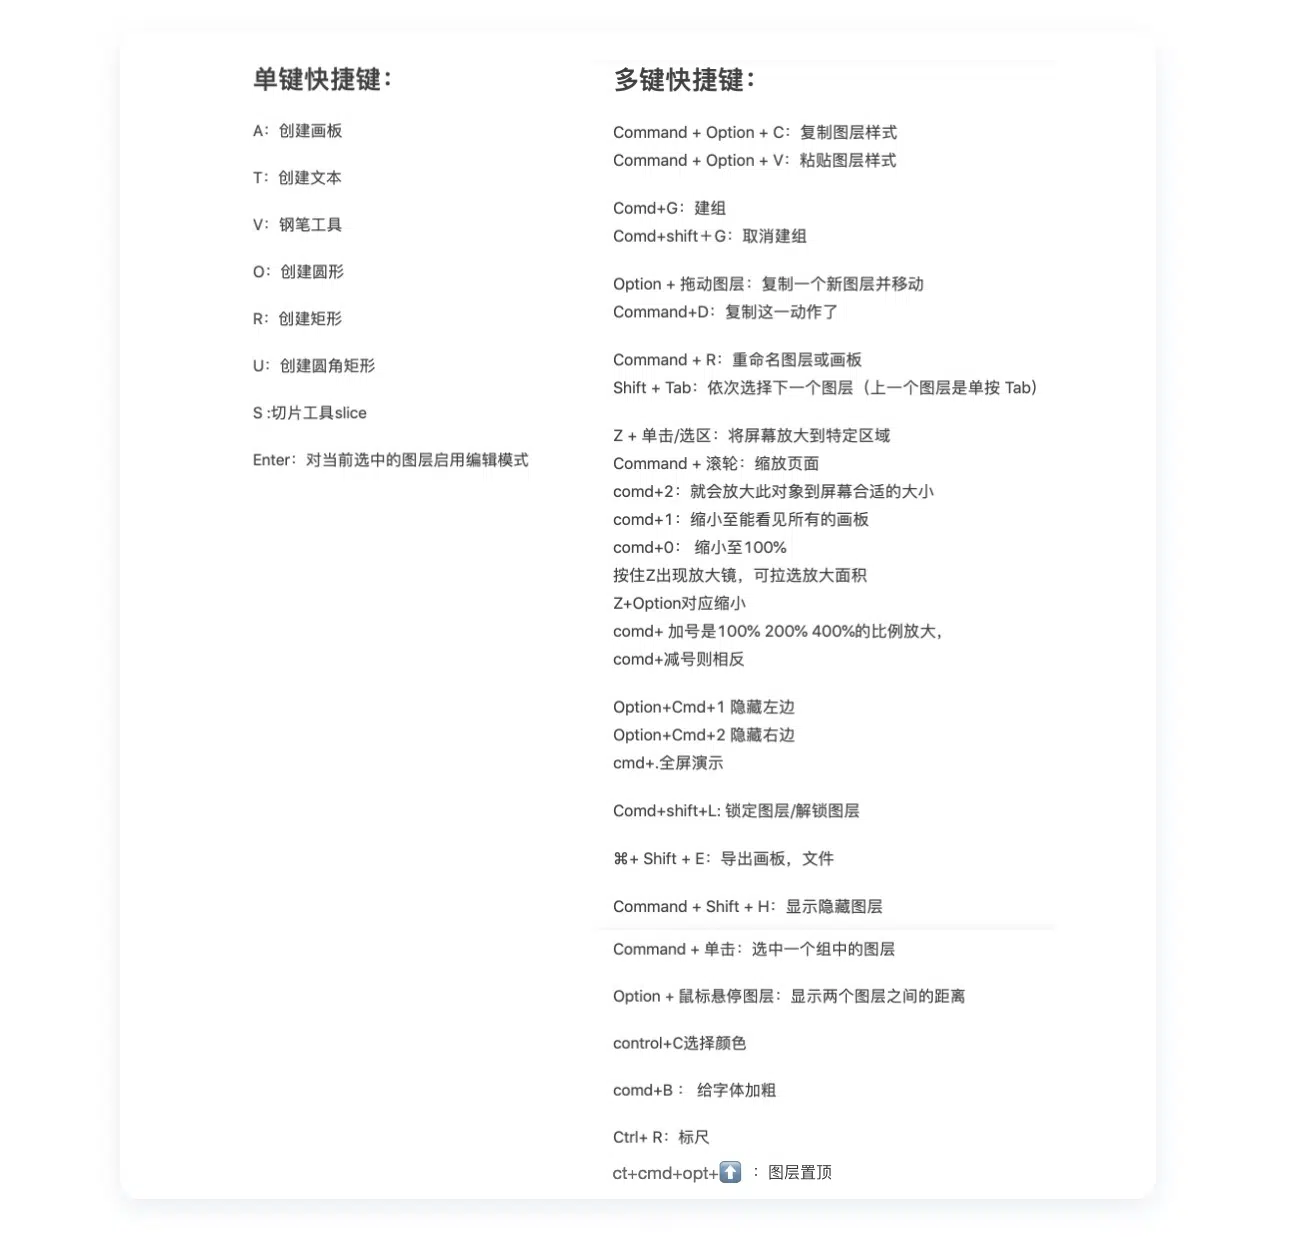 单键快捷键：
A：创建画板
T：创建文本
V：钢笔工具
O：创建圆形
R：创建矩形
U：创建圆角矩形
S :切片工具slice
Enter：对当前选中的图层启用编辑模式
多键快捷键：
Command + Option + C：复制图层样式
Command + Option + V：粘贴图层样式
Comd+G：建组
Comd+shift＋G：取消建组
Option + 拖动图层：复制一个新图层并移动
Command+D：复制这一动作了
Command + R：重命名图层或画板
Shift + Tab：依次选择下一个图层（上一个图层是单按 Tab）
Z + 单击/选区：将屏幕放大到特定区域
Command + 滚轮：缩放页面
comd+2：就会放大此对象到屏幕合适的大小
comd+1：缩小至能看见所有的画板
comd+0： 缩小至100%
按住Z出现放大镜，可拉选放大面积
Z+Option对应缩小
comd+ 加号是100% 200% 400%的比例放大，
comd+减号则相反
Option+Cmd+1 隐藏左边
Option+Cmd+2 隐藏右边
cmd+.全屏演示
Comd+shift+L: 锁定图层/解锁图层
⌘+ Shift + E：导出画板，文件
Command + Shift + H：显示隐藏图层
Command + 单击：选中一个组中的图层
Option + 鼠标悬停图层：显示两个图层之间的距离
control+C选择颜色
comd+B ： 给字体加粗
Ctrl+ R：标尺
ct+cmd+opt+⬆️ ：图层置顶